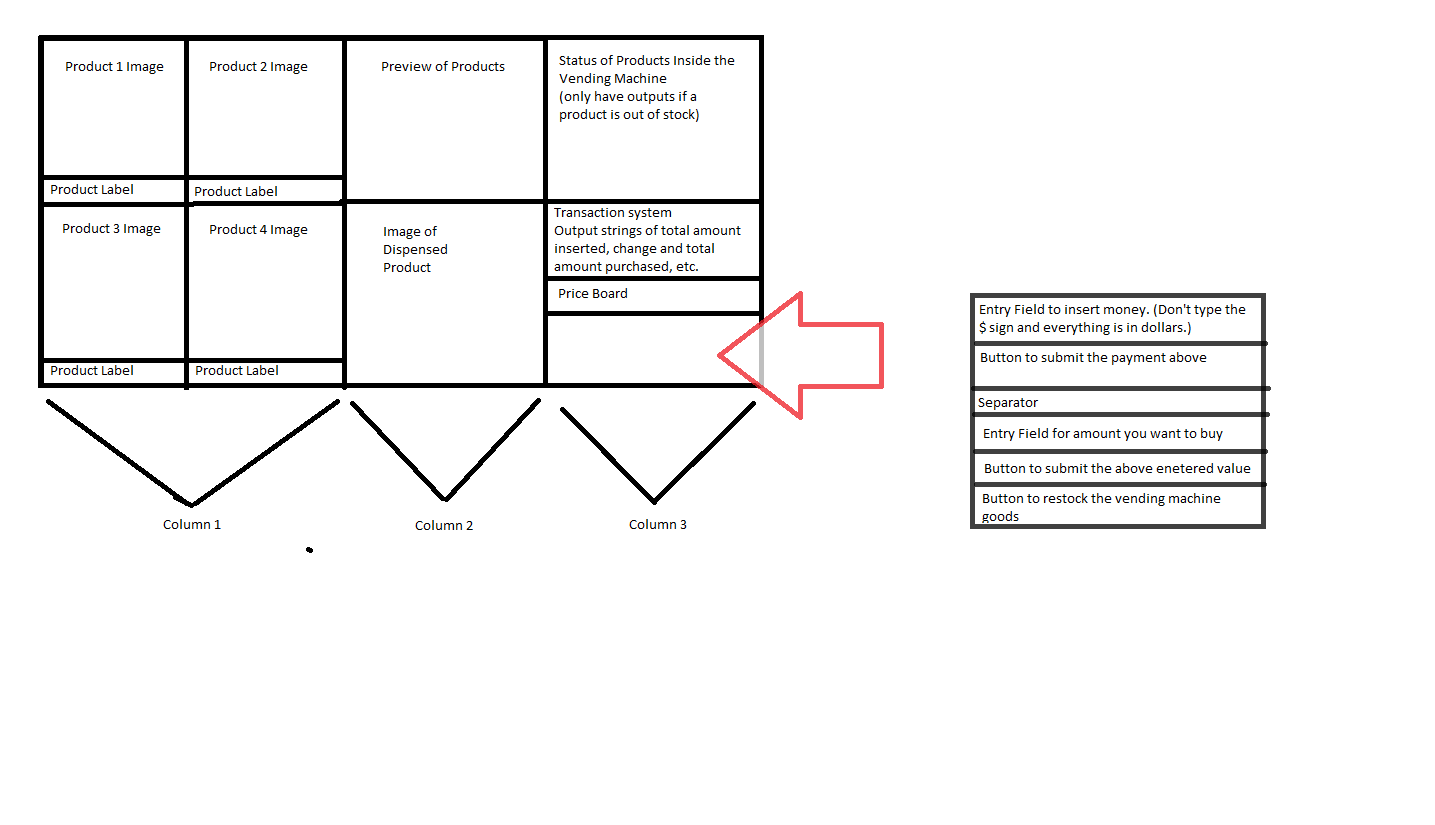 Product 1 Image
Product 2 Image
Product Label
Product Label
Product 3 Image
Product 4 Image
Product Label
Product Label
Preview of Products
Image of
Dispensed
Product
Status of Products Inside the
Vending Machine
(only have outputs if a
product is out of stock)
Transaction system
Output strings of total amount
inserted, change and total
amount purchased, etc.
Price Board
Column 1
Column 2
Column 3
Entry Field to insert money. (Don't type the
$ sign and everything is in dollars.)
Button to submit the payment above
Separator
Entry Field for amount you want to buy
Button to submit the above enetered value
Button to restock the vending machine
goods